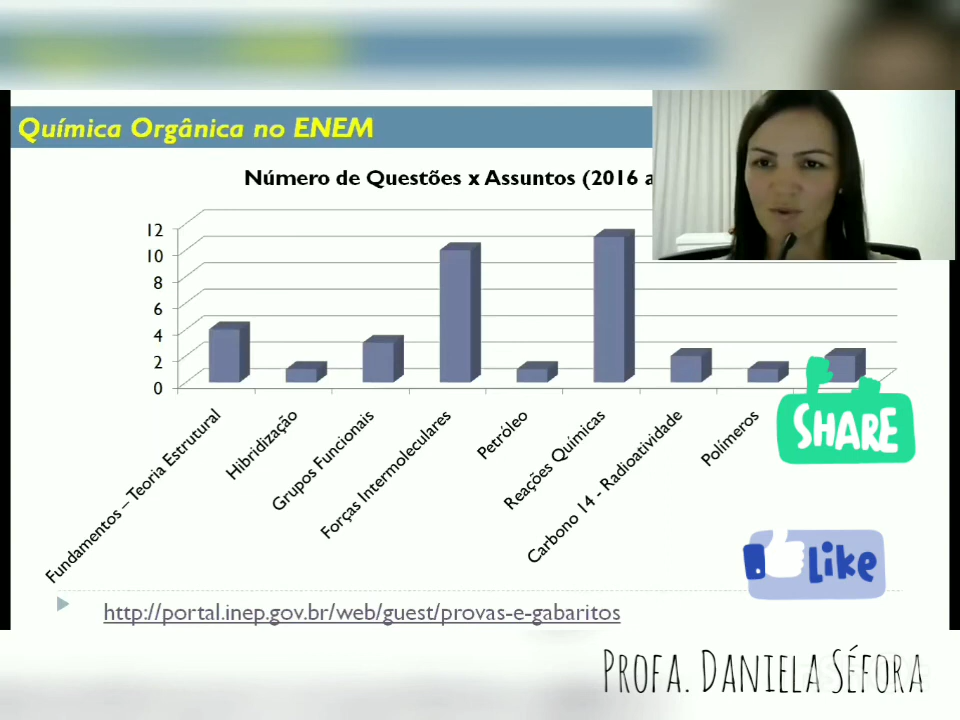 Química Orgânica no ENEM
Número de Questões x Assuntos (2016 a
12
10
8
6
4
2
0
Fundamentos – Teoria Estrutural
Hibridização
Grupos Funcionais
Forças Intermoleculares
Petróleo
Reações Químicas
Carbono 14 - Radioatividade
Polímeros
SHARE
Like
http://portal.inep.gov.br/web/guest/provas-e-gabaritos
Profa. Daniela Séfora